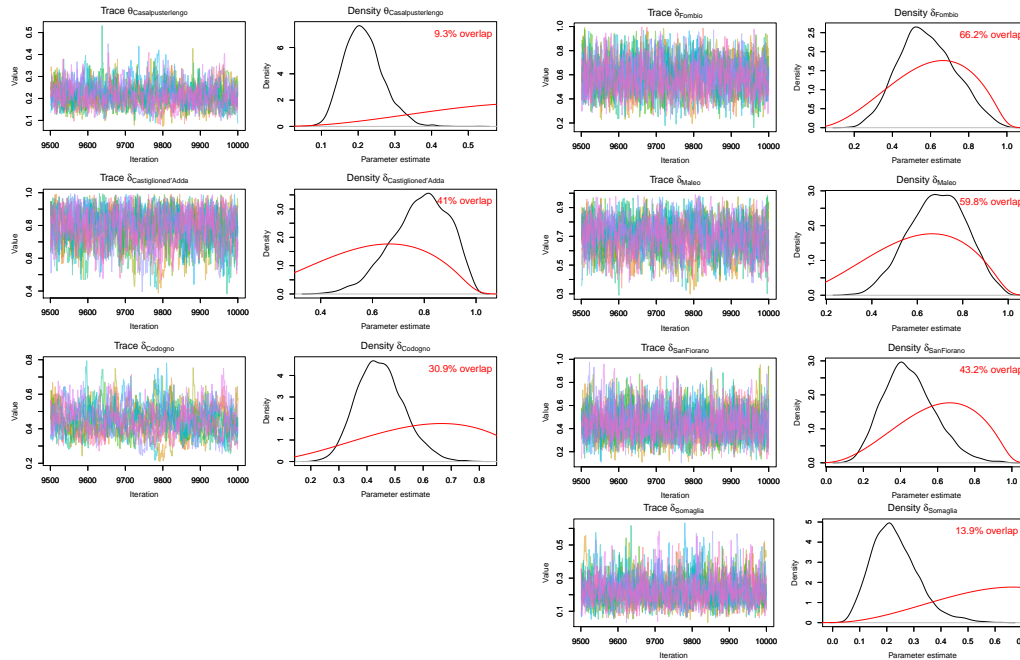 Trace θCasalpusterlengo
Value
0.1 0.2 0.3 0.4 0.5
9500 9600 9700 9800 9900 10000
Iteration
Density θCasalpusterlengo
9.3% overlap
Density
0 2 4 6
0.1 0.2 0.3 0.4 0.5
Parameter estimate
Trace δFombio
Value
0.2 0.4 0.6 0.8 1.0
9500 9600 9700 9800 9900 10000
Iteration
Density δFombio
66.2% overlap
Density
0.0 1.0 2.0
0.2 0.4 0.6 0.8 1.0
Parameter estimate
Trace δCastiglioned'Adda
Value
0.4 0.6 0.8 1.0
9500 9600 9700 9800 9900 10000
Iteration
Density δCastiglioned'Adda
41% overlap
Density
0.0 1.0 2.0 3.0
0.4 0.6 0.8 1.0
Parameter estimate
Trace δMaleo
Value
0.3 0.5 0.7 0.9
9500 9600 9700 9800 9900 10000
Iteration
Density δMaleo
59.8% overlap
Density
0.0 1.0 2.0 3.0
0.2 0.4 0.6 0.8 1.0
Parameter estimate
Trace δCodogno
Value
0.2 0.4 0.6 0.8
9500 9600 9700 9800 9900 10000
Iteration
Density δCodogno
30.9% overlap
Density
0 1 2 3 4
0.2 0.3 0.4 0.5 0.6 0.7 0.8
Parameter estimate
Trace δSanFiorano
Value
0.2 0.4 0.6 0.8
9500 9600 9700 9800 9900 10000
Iteration
Density δSanFiorano
43.2% overlap
Density
0.0 1.0 2.0 3.0
0.0 0.2 0.4 0.6 0.8 1.0
Parameter estimate
Trace δSomaglia
Value
0.1 0.3 0.5
9500 9600 9700 9800 9900 10000
Iteration
Density δSomaglia
13.9% overlap
Density
0 1 2 3 4 5
0.0 0.1 0.2 0.3 0.4 0.5 0.6
Parameter estimate